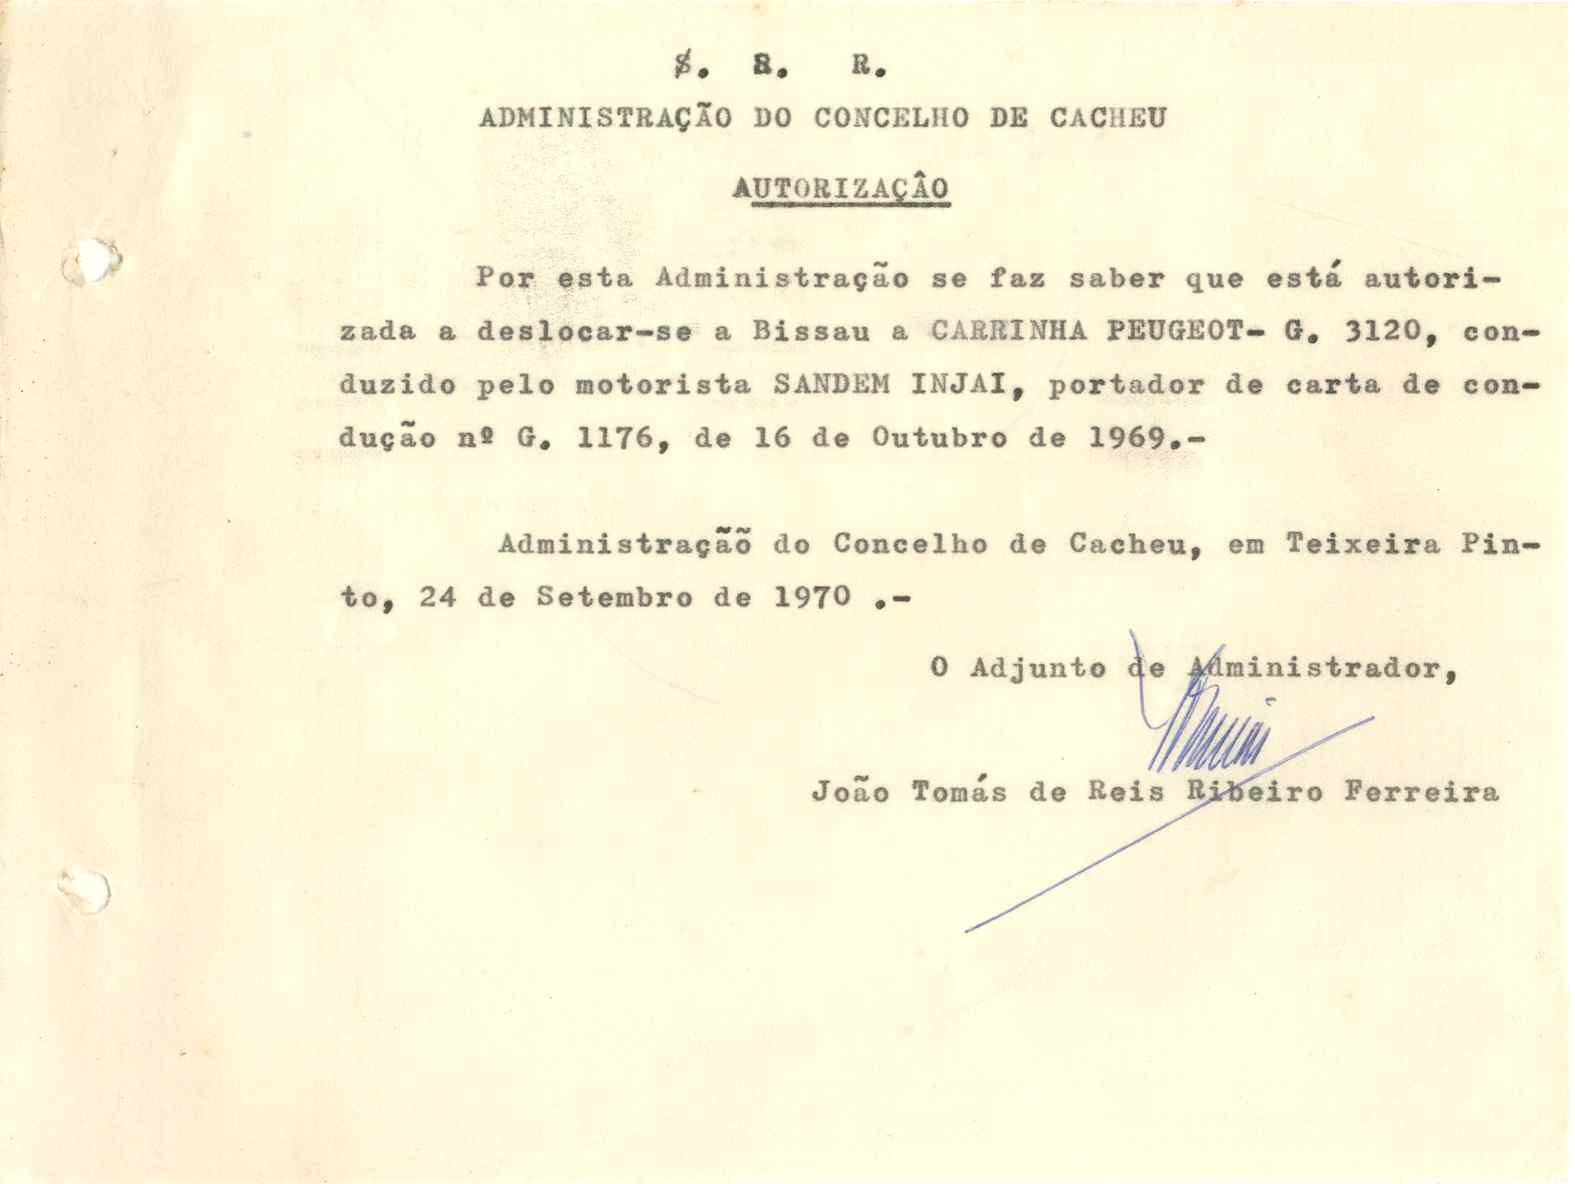 S. R.
ADMINISTRAÇÃO DO CONCELHO DE CACHEU
AUTORIZAÇÂO
Por esta Administração se faz saber que está autori-
zada a deslocar-se a Bissau a CARRINHA PEUGEOT- G. 3120, con-
duzido pelo motorista SANDEM INJAI, portador de carta de con-
dução nº G. 1176, de 16 de Outubro de 1969.-
Administraçãõ do Concelho de Cacheu, em Teixeira Pin-
to, 24 de Setembro de 1970 .-
O Adjunto de Administrador,
João Tomás de Reis Ribeiro Ferreira